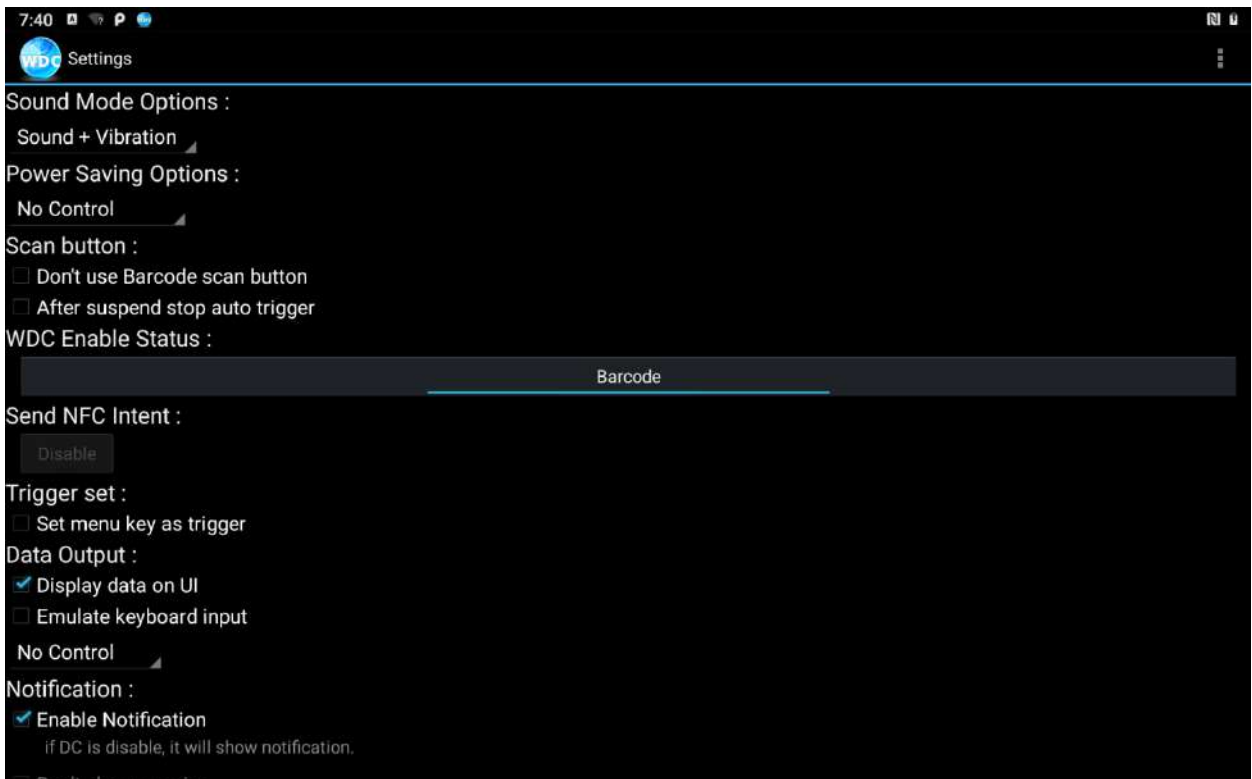 7:40
WDC Settings
Sound Mode Options :
Sound + Vibration
Power Saving Options :
No Control
Scan button :
Don't use Barcode scan button
After suspend stop auto trigger
WDC Enable Status :
Barcode
Send NFC Intent :
Disable
Trigger set :
Set menu key as trigger
Data Output :
Display data on UI
Emulate keyboard input
No Control
Notification :
Enable Notification
if DC is disable, it will show notification.